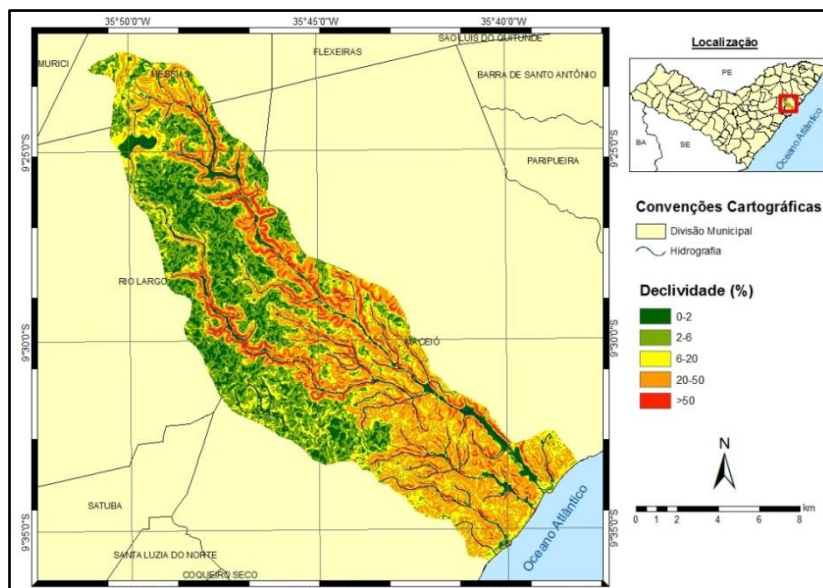 35°50'0"W
35°45'0"W
35°40'0"W
SAO LUIS DO QUITUNDE
FLEXEIRAS
MURICI
MESSIAS
BARRA DE SANTO ANTÔNIO
9°25'0"S
9°25'0"S
PARIPUEIRA
RIO LARGO
9°30'0"S
9°30'0"S
MACEIÓ
SATUBA
9°35'0"S
9°35'0"S
SANTA LUZIA DO NORTE
COQUEIRO SECO
Oceano Atlântico
Localização
PE
BA
SE
Oceano Atlântico
Convenções Cartográficas
Divisão Municipal
Hidrografia
Declividade (%)
0-2
2-6
6-20
20-50
>50
N
0 1 2 4 6 8
km